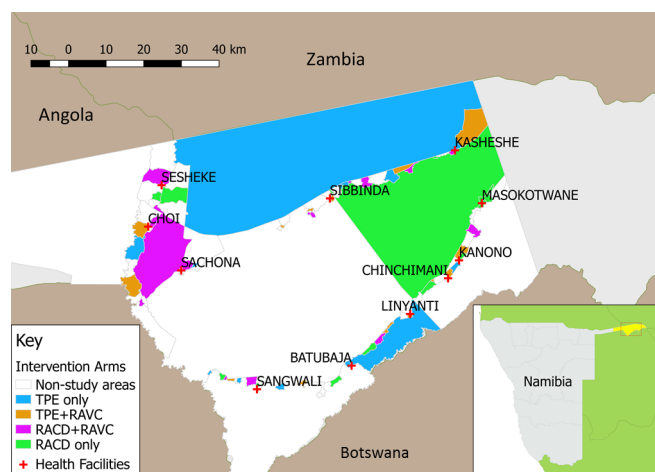 10 0 10 20 30 40 km
Zambia
Angola
KASHESHE
SESHEKE
SIBBINDA
MASOKOTWANE
CHOI
KANONO
SACHONA
CHINCHIMANI
LINYANTI
BATUBAJA
SANGWALI
Botswana
Key
Intervention Arms
Non-study areas
TPE only
TPE+RAVC
RACD+RAVC
RACD only
Health Facilities
Namibia